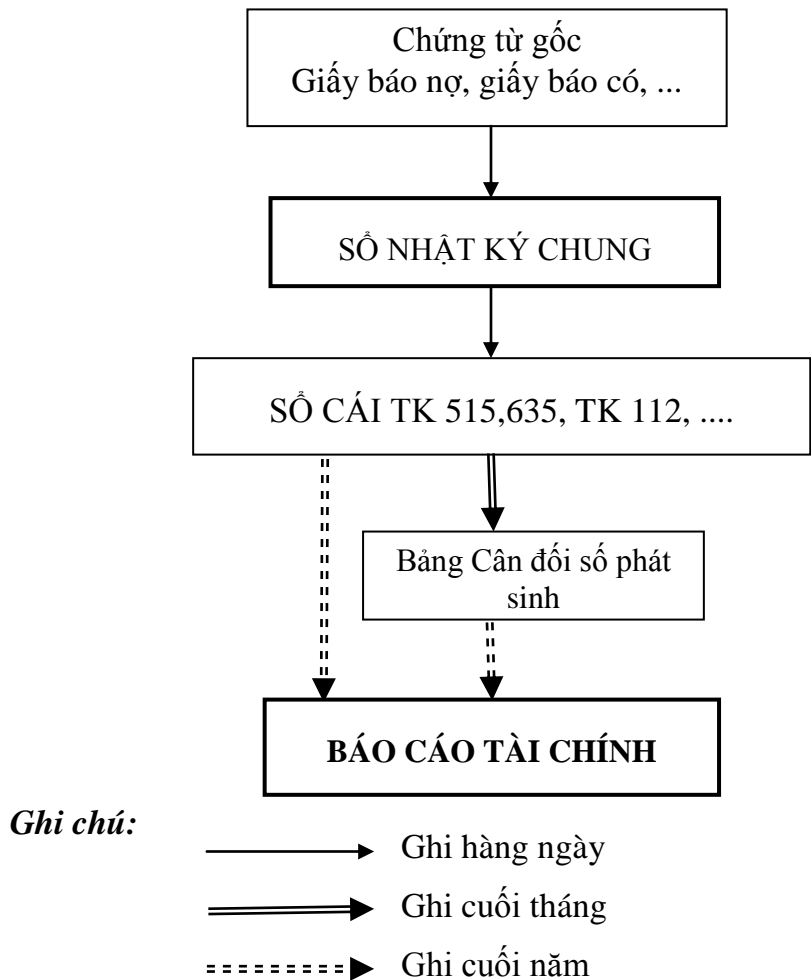 Chứng từ gốc
Giấy báo nợ, giấy báo có, ...
SỔ NHẬT KÝ CHUNG
SỔ CÁI TK 515,635, TK 112, ....
Bảng Cân đối số phát
sinh
BÁO CÁO TÀI CHÍNH
Ghi chú:
Ghi hàng ngày
Ghi cuối tháng
Ghi cuối năm